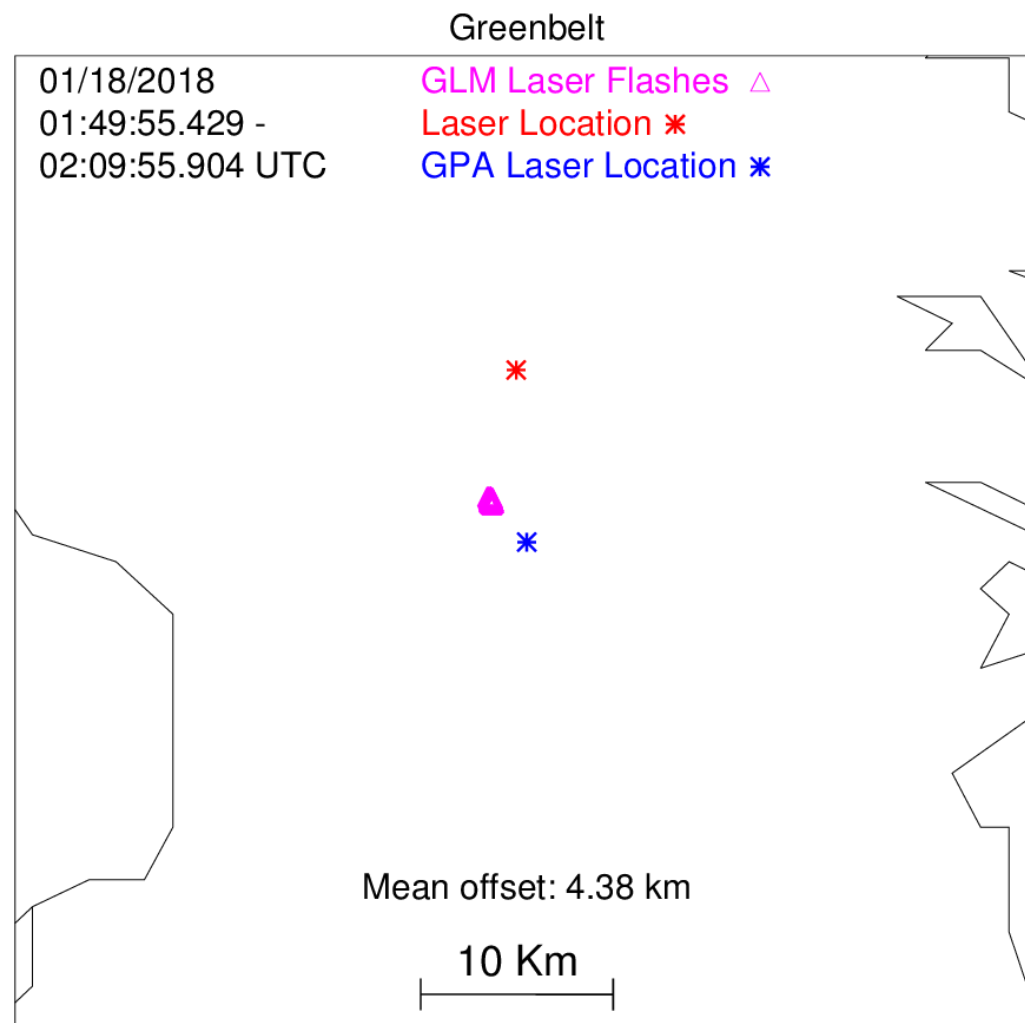 Greenbelt
01/18/2018
01:49:55.429 -
02:09:55.904 UTC
GLM Laser Flashes △
Laser Location ✳
GPA Laser Location ✳
Mean offset: 4.38 km
10 Km